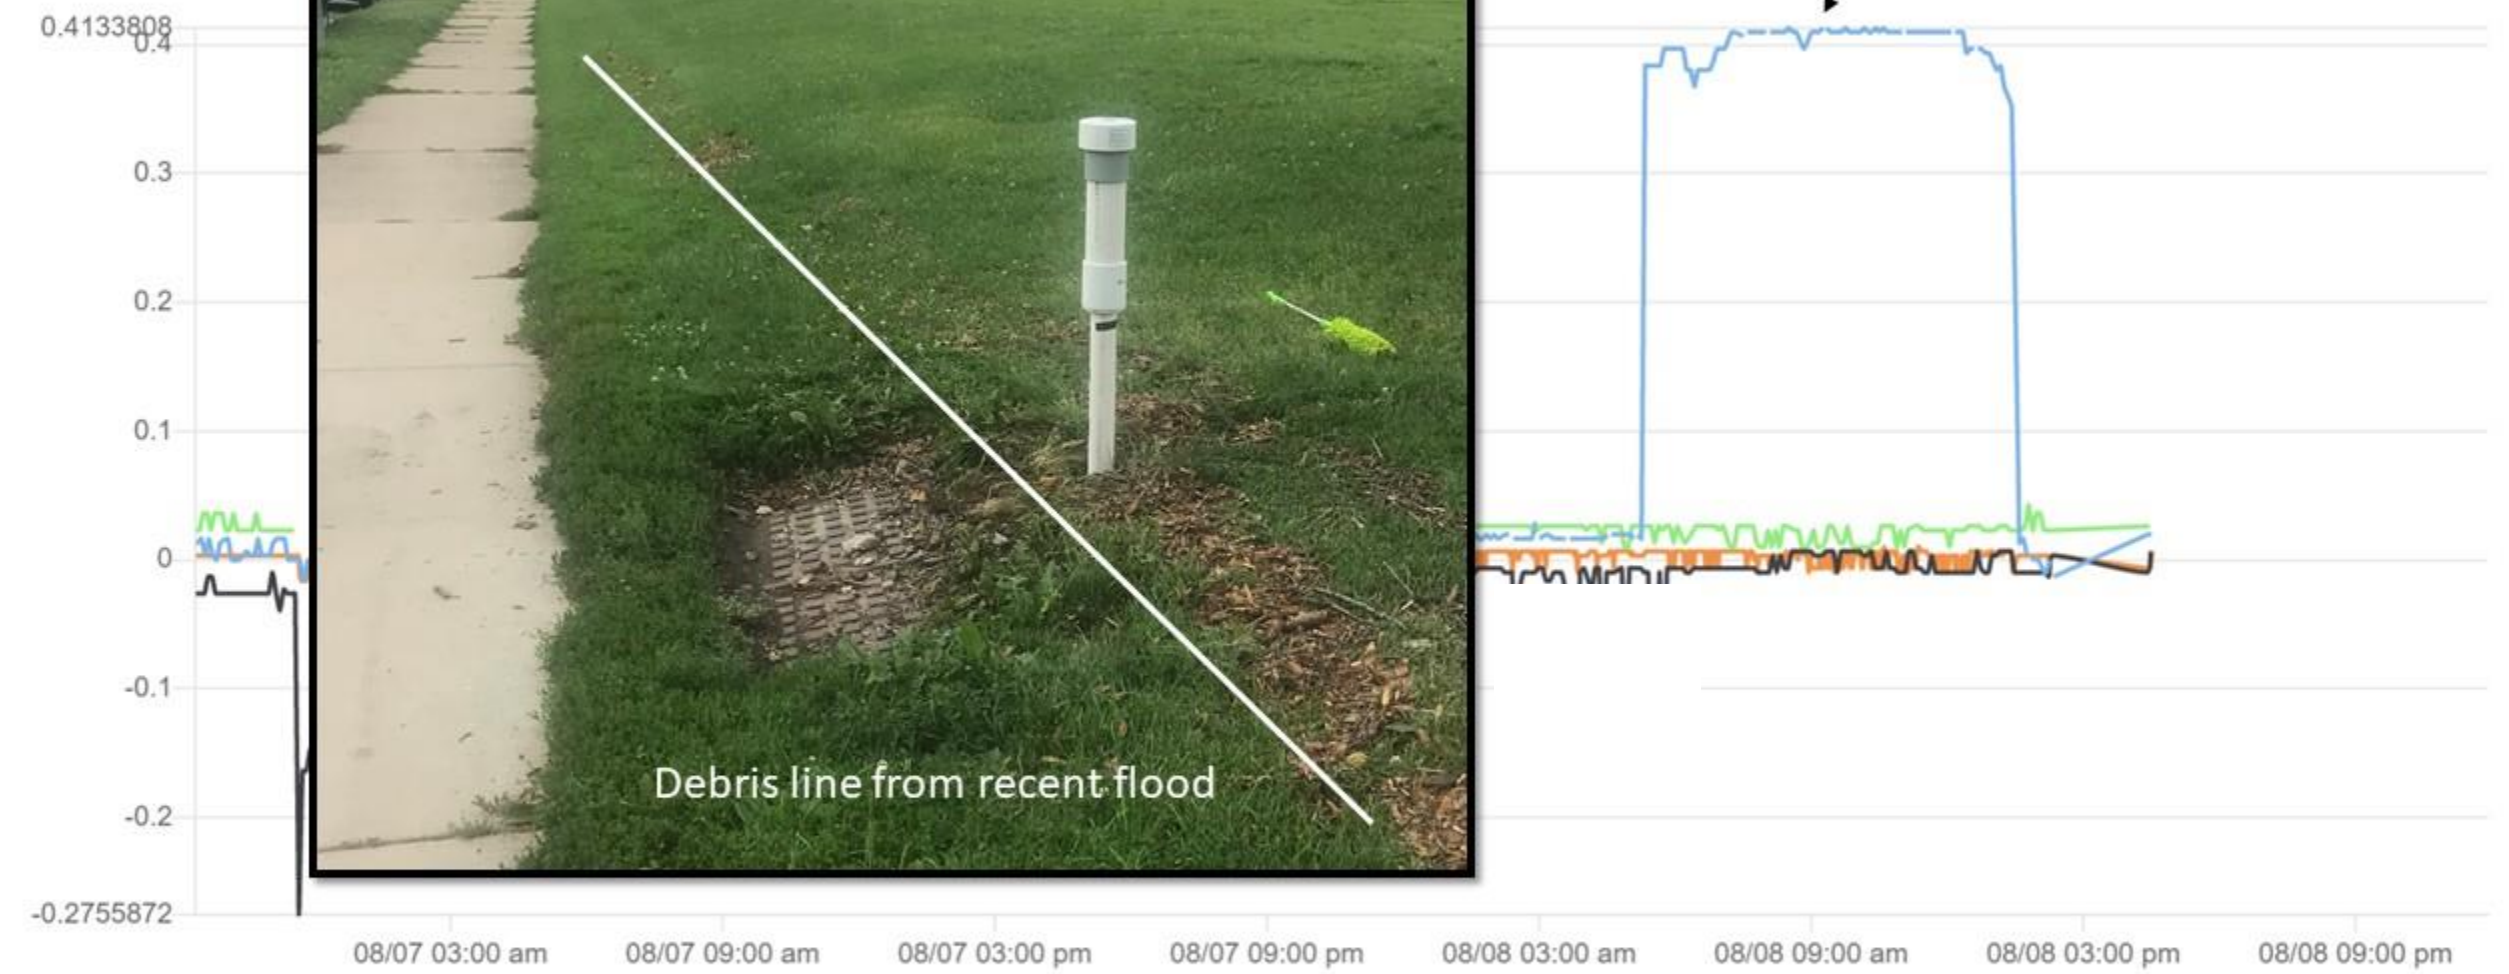 0.4133808
0.4
0.3
0.2
0.1
0
-0.1
-0.2
-0.2755872
Debris line from recent flood
08/07 03:00 am
08/07 09:00 am
08/07 03:00 pm
08/07 09:00 pm
08/08 03:00 am
08/08 09:00 am
08/08 03:00 pm
08/08 09:00 pm